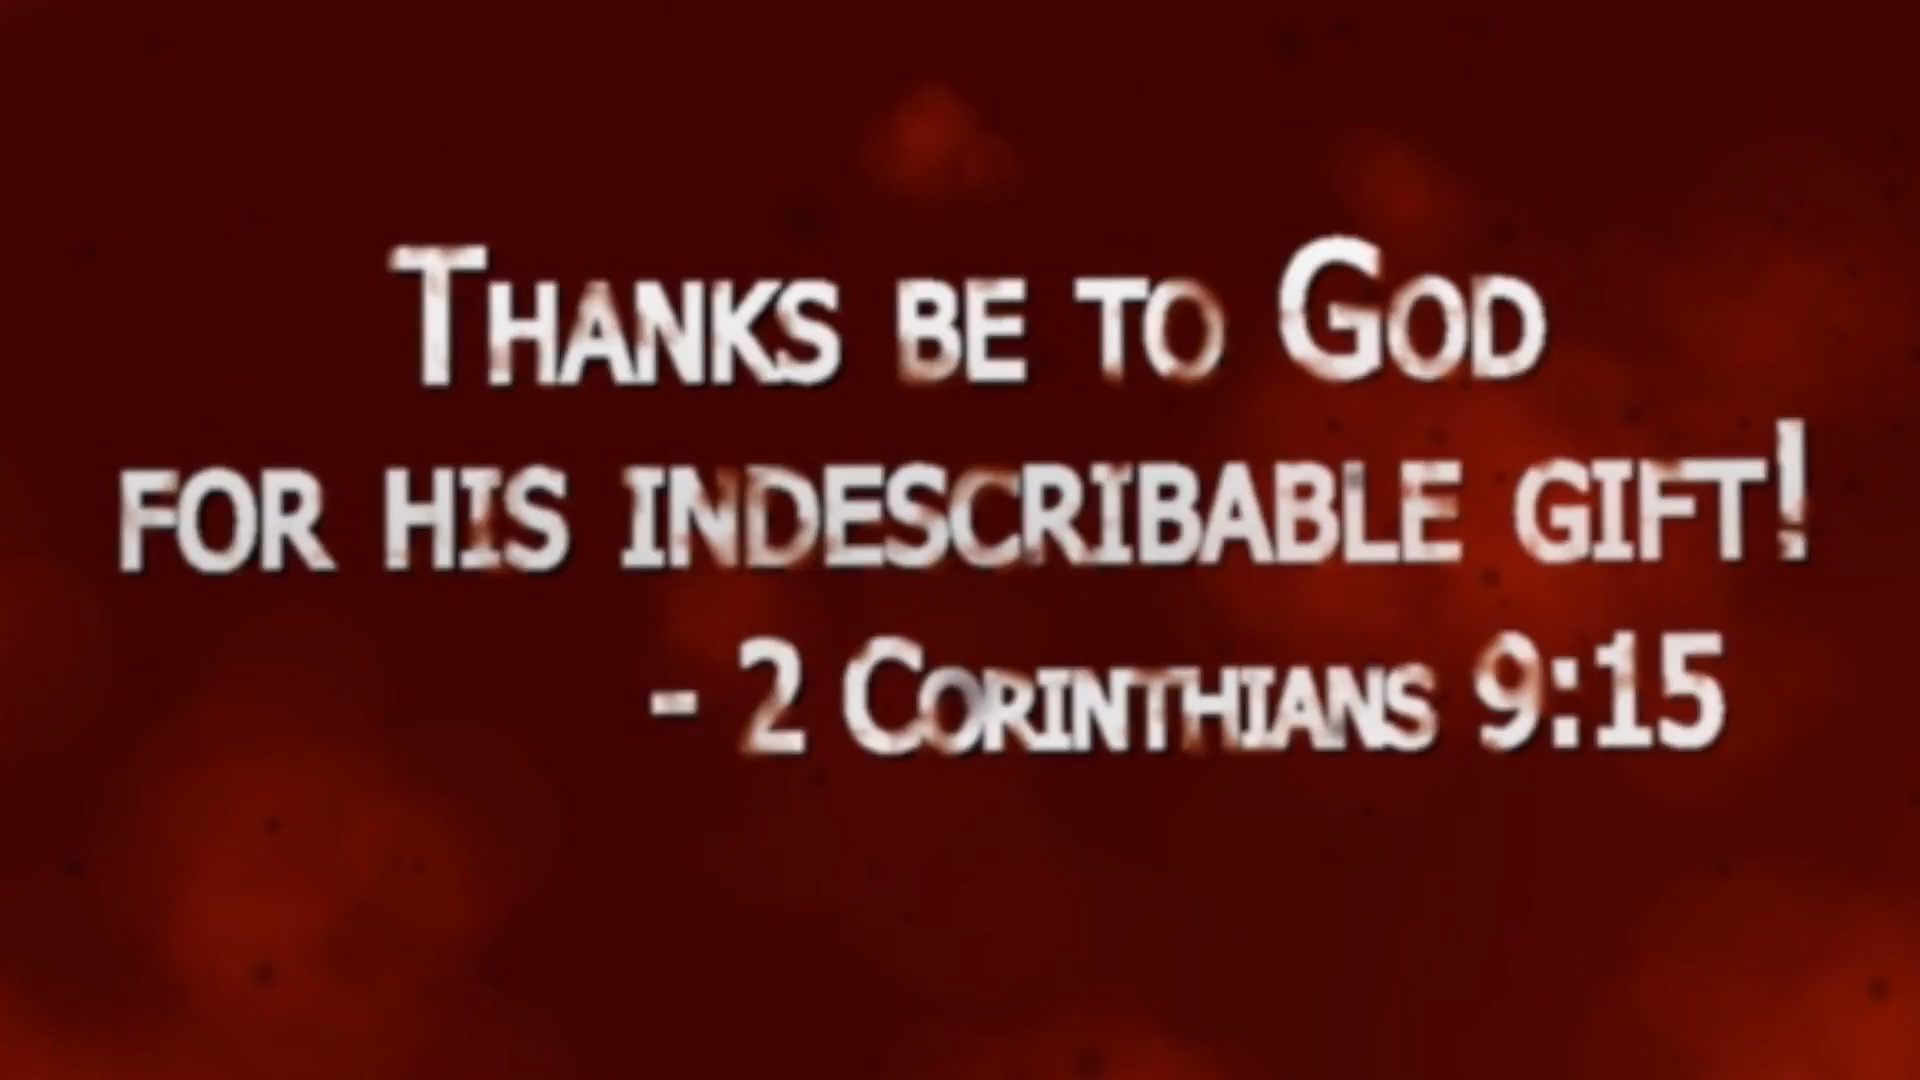 Thanks be to God
for his indescribable gift!
- 2 Corinthians 9:15